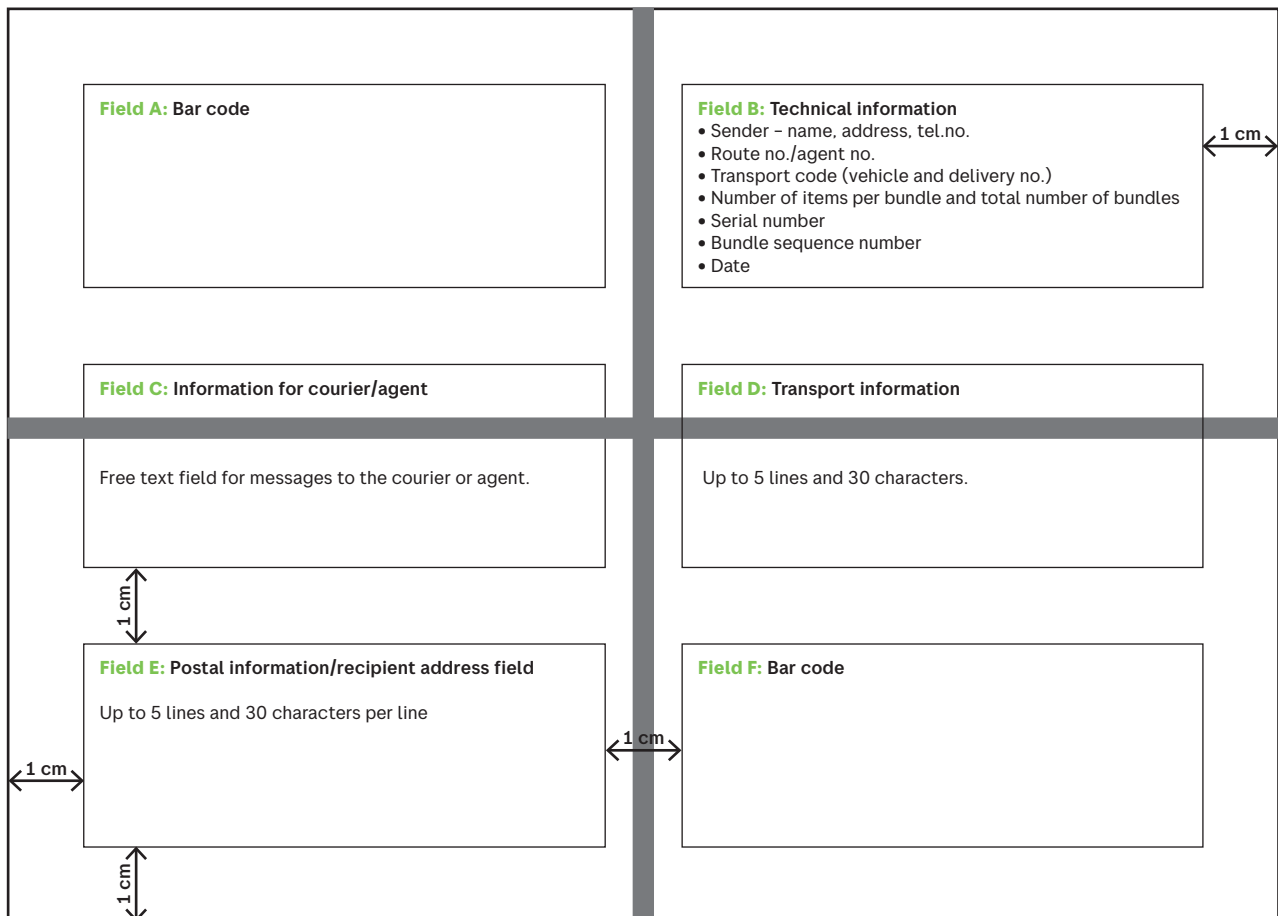 Field A: Bar code
Field B: Technical information
• Sender – name, address, tel.no.
• Route no./agent no.
• Transport code (vehicle and delivery no.)
• Number of items per bundle and total number of bundles
• Serial number
• Bundle sequence number
• Date
1 cm
Field C: Information for courier/agent
Free text field for messages to the courier or agent.
Field D: Transport information
Up to 5 lines and 30 characters.
1 cm
Field E: Postal information/recipient address field
Up to 5 lines and 30 characters per line
Field F: Bar code
1 cm
1 cm
1 cm